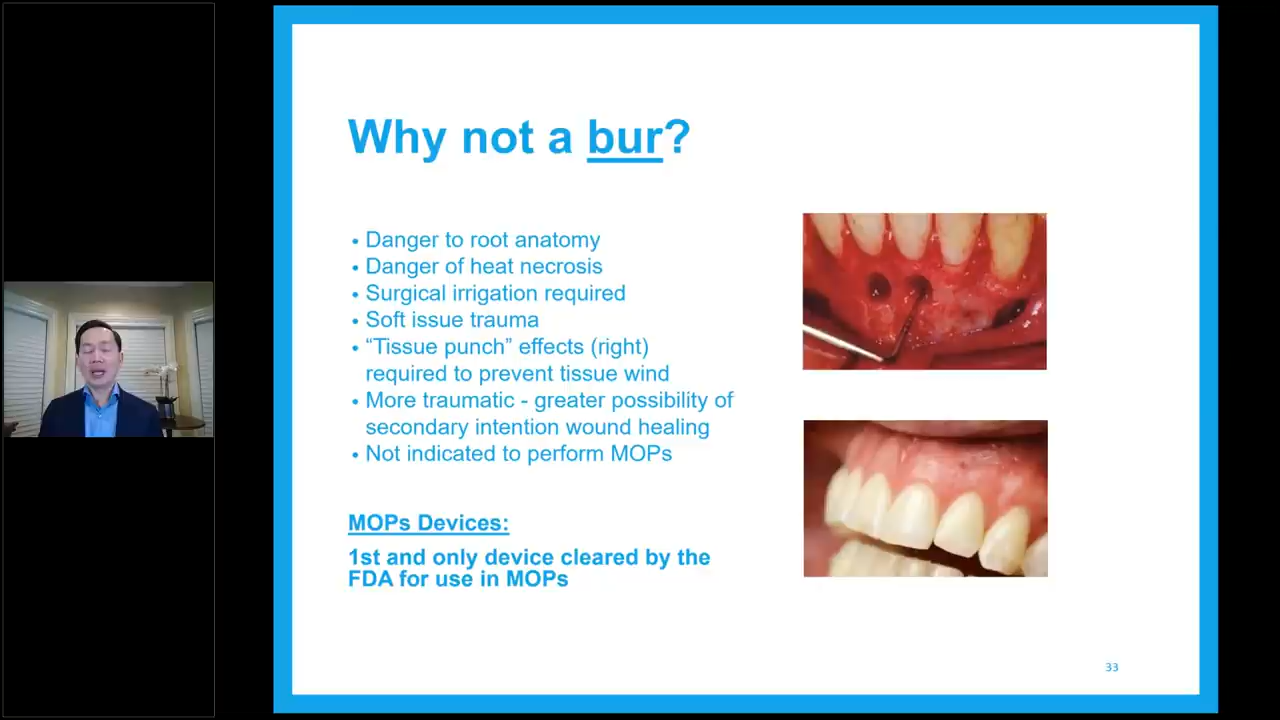 Why not a bur?
• Danger to root anatomy
• Danger of heat necrosis
• Surgical irrigation required
• Soft issue trauma
• “Tissue punch” effects (right)
required to prevent tissue wind
• More traumatic - greater possibility of
secondary intention wound healing
• Not indicated to perform MOPs
MOPs Devices:
1st and only device cleared by the
FDA for use in MOPs
33